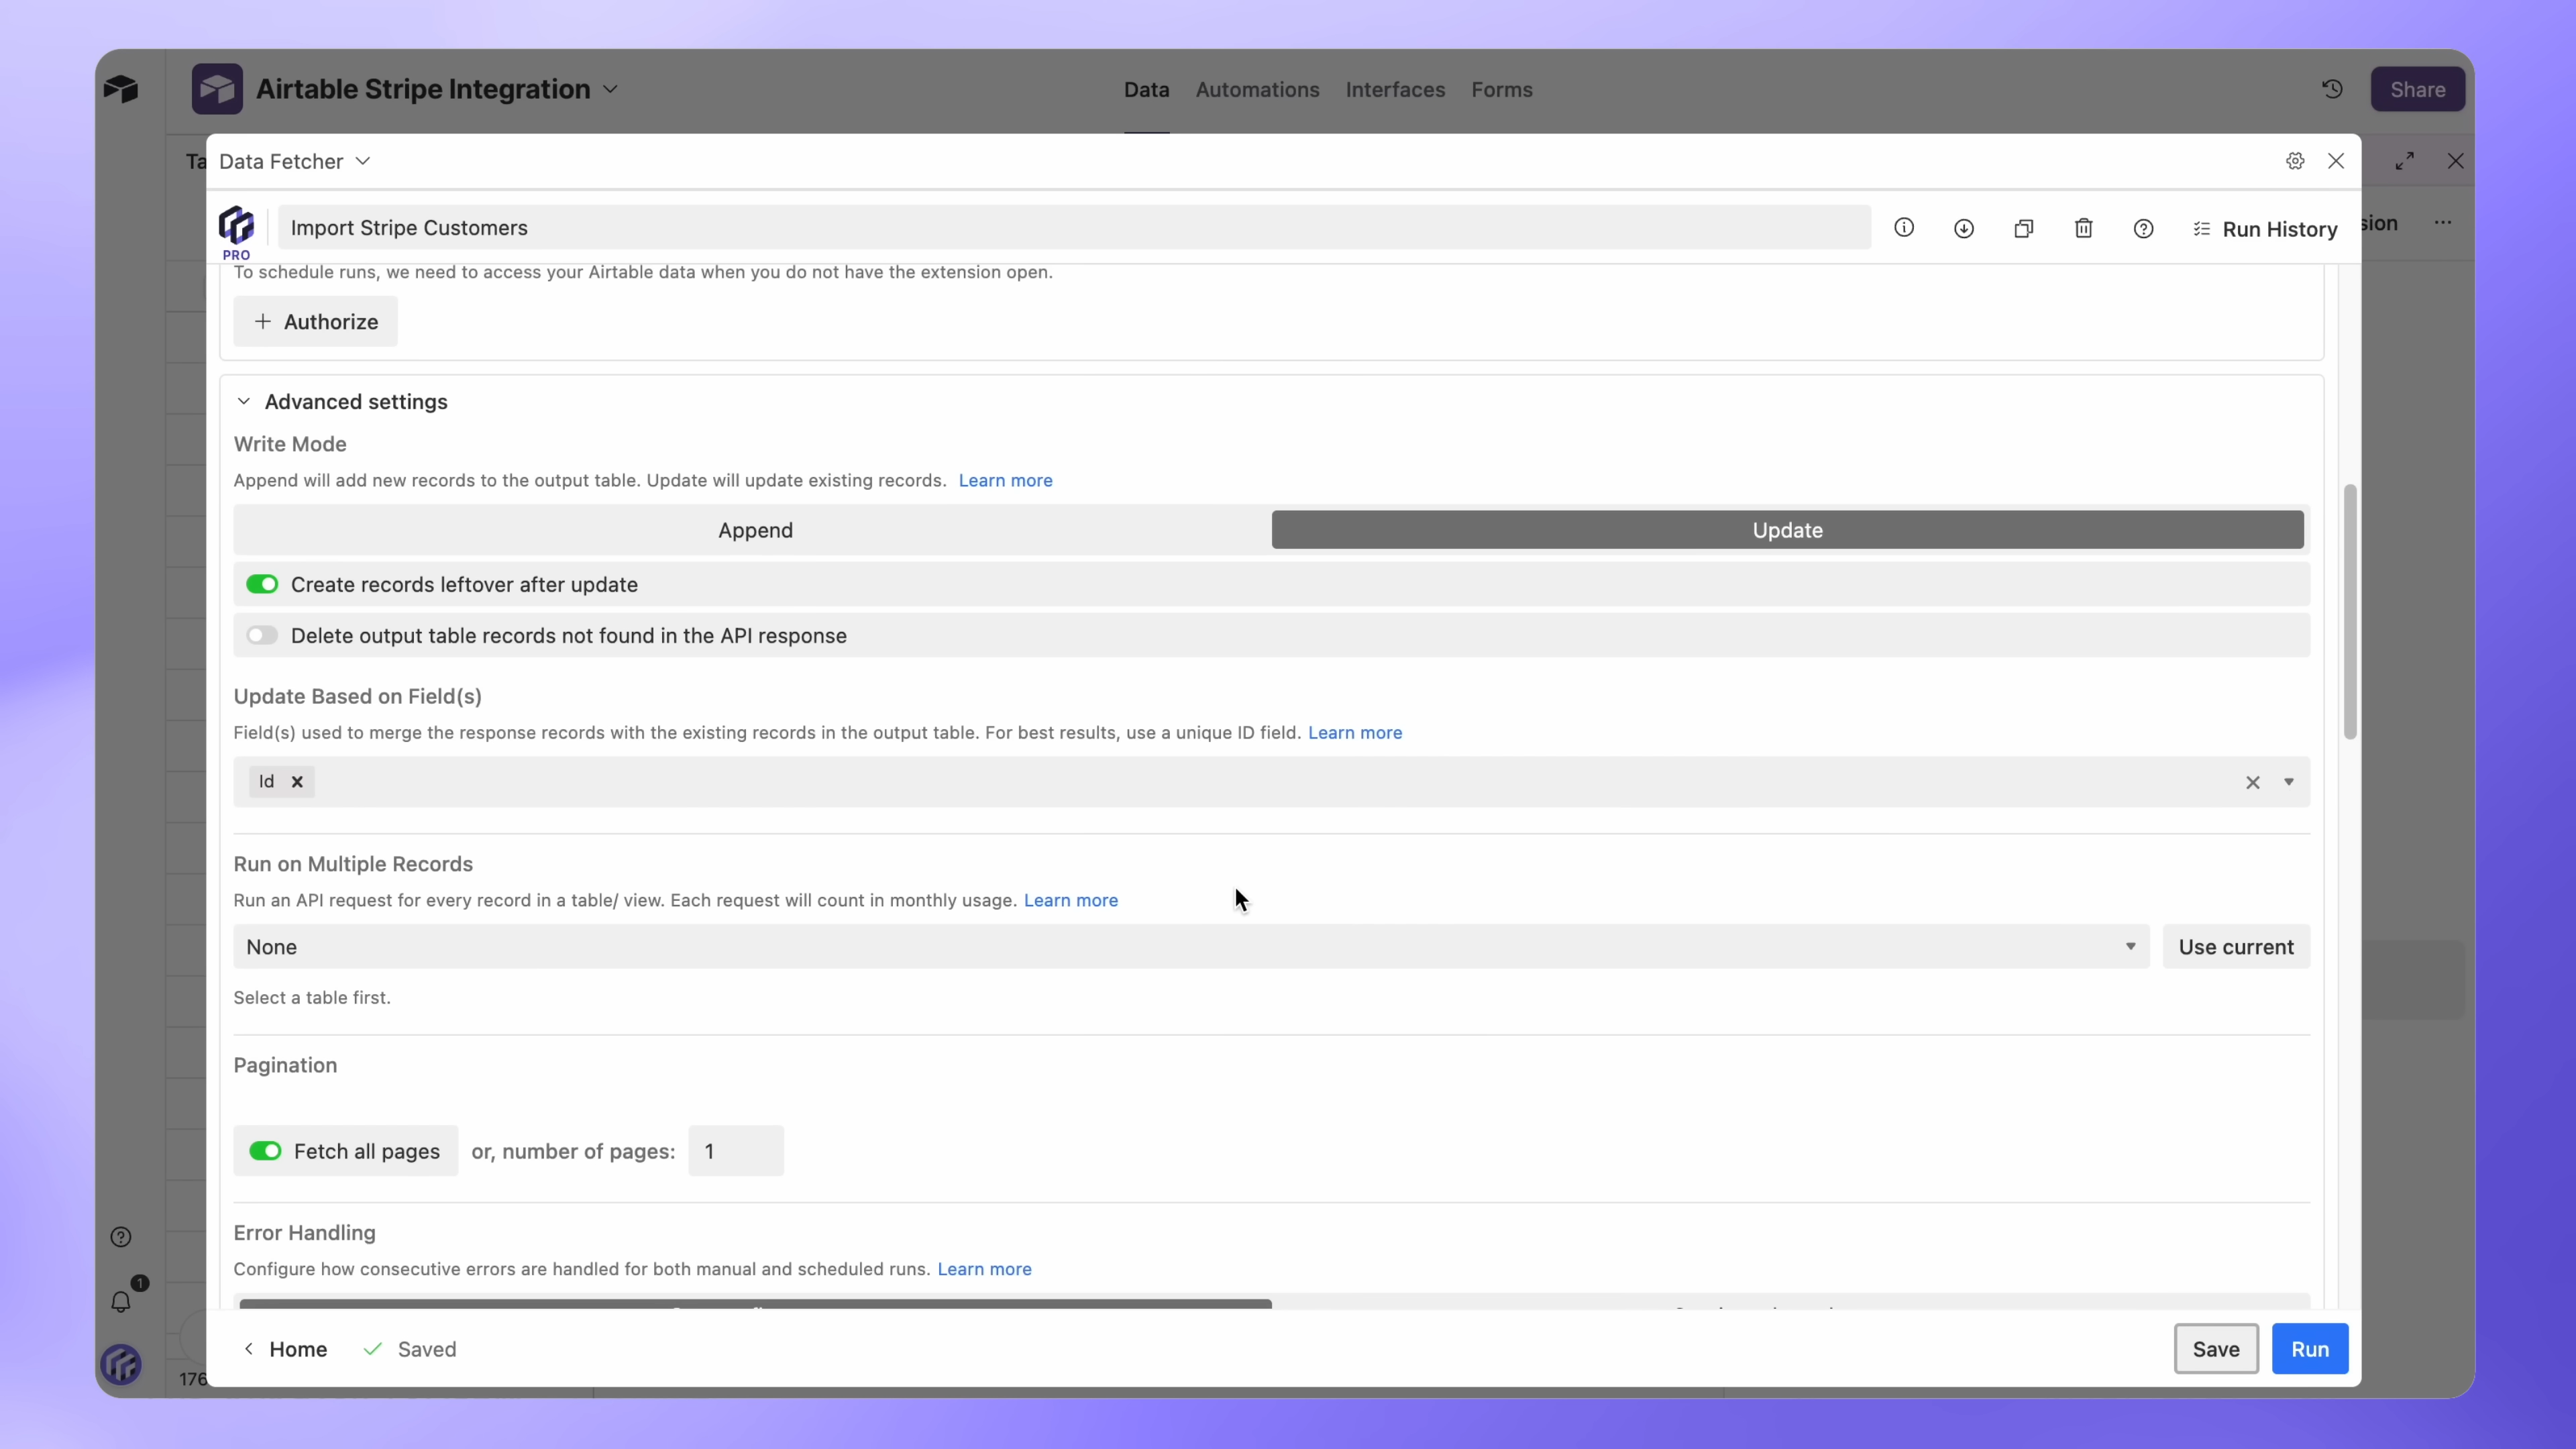 Airtable Stripe Integration
Data
Automations
Interfaces
Forms
Share
Ta
Data Fetcher
sion
PRO
Import Stripe Customers
Run History
To schedule runs, we need to access your Airtable data when you do not have the extension open.
+ Authorize
Advanced settings
Write Mode
Append will add new records to the output table. Update will update existing records. Learn more
Append
Update
Create records leftover after update
Delete output table records not found in the API response
Update Based on Field(s)
Field(s) used to merge the response records with the existing records in the output table. For best results, use a unique ID field. Learn more
Id
Run on Multiple Records
Run an API request for every record in a table/ view. Each request will count in monthly usage. Learn more
None
Use current
Select a table first.
Pagination
Fetch all pages
or, number of pages:
1
Error Handling
Configure how consecutive errors are handled for both manual and scheduled runs. Learn more
1
Home
Saved
Save
Run
176